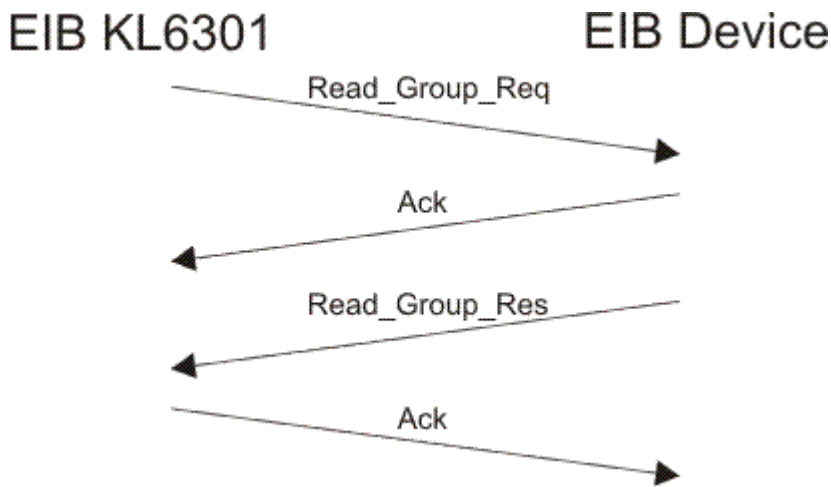 EIB KL6301 EIB Device
Read_Group_Req
Ack
Read_Group_Res
Ack